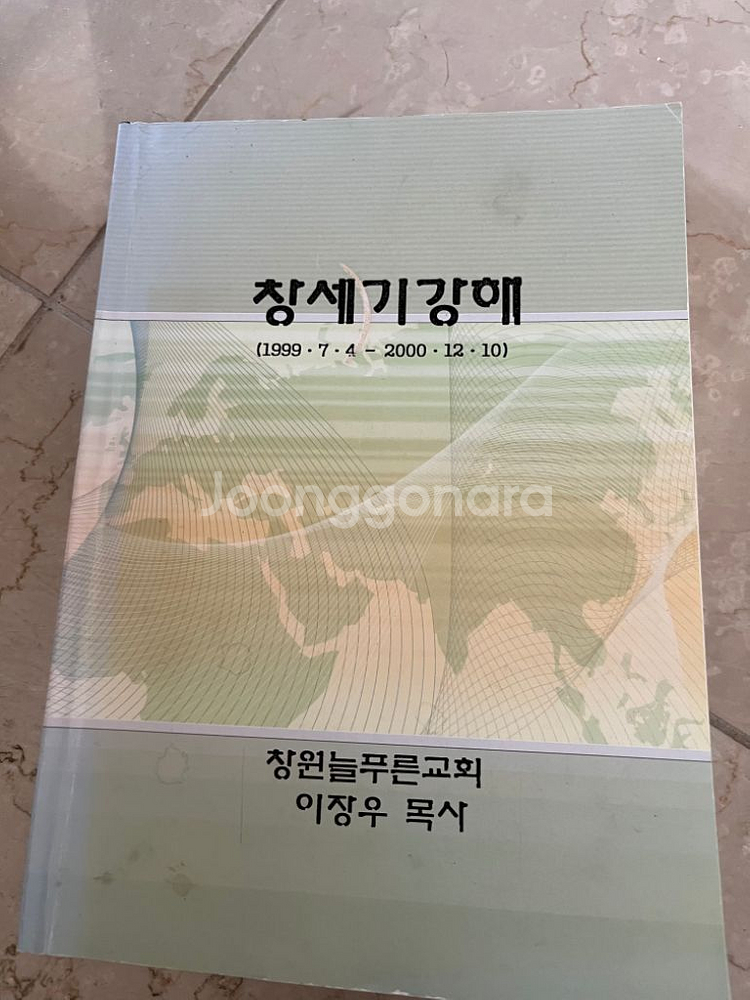 창세기강해
(1999 · 7 · 4 - 2000 · 12 · 10)
Joonggonara
창원늘푸른교회
이장우 목사